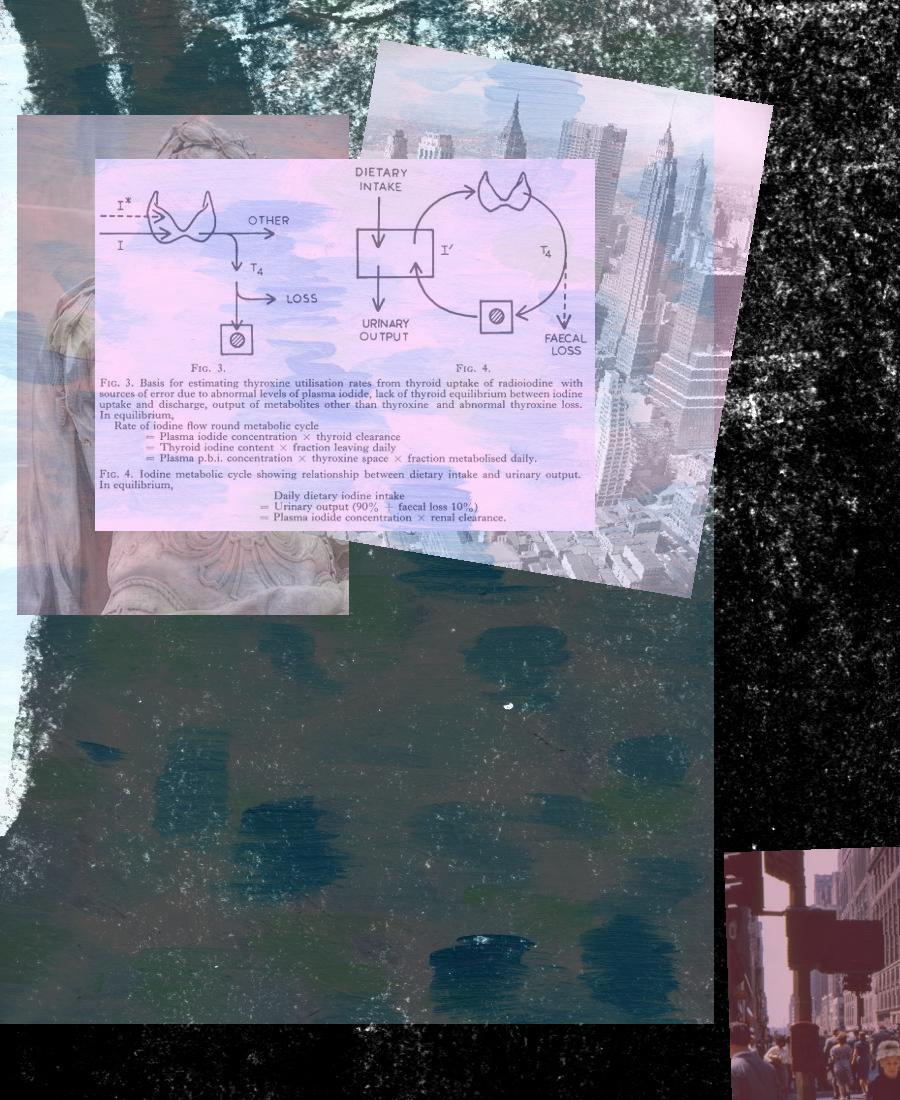 I*
I
OTHER
T4
LOSS
DIETARY
INTAKE
I′
T4
URINARY
OUTPUT
FAECAL
LOSS
FIG. 3.
FIG. 4.
FIG. 3. Basis for estimating thyroxine utilisation rates from thyroid uptake of radioiodine with
sources of error due to abnormal levels of plasma iodide, lack of thyroid equilibrium between iodine
uptake and discharge, output of metabolites other than thyroxine and abnormal thyroxine loss.
In equilibrium,
Rate of iodine flow round metabolic cycle
= Plasma iodide concentration × thyroid clearance
= Thyroid iodine content × fraction leaving daily
= Plasma p.b.i. concentration × thyroxine space × fraction metabolised daily.
FIG. 4. Iodine metabolic cycle showing relationship between dietary intake and urinary output.
In equilibrium,
Daily dietary iodine intake
= Urinary output (90% + faecal loss 10%)
= Plasma iodide concentration × renal clearance.